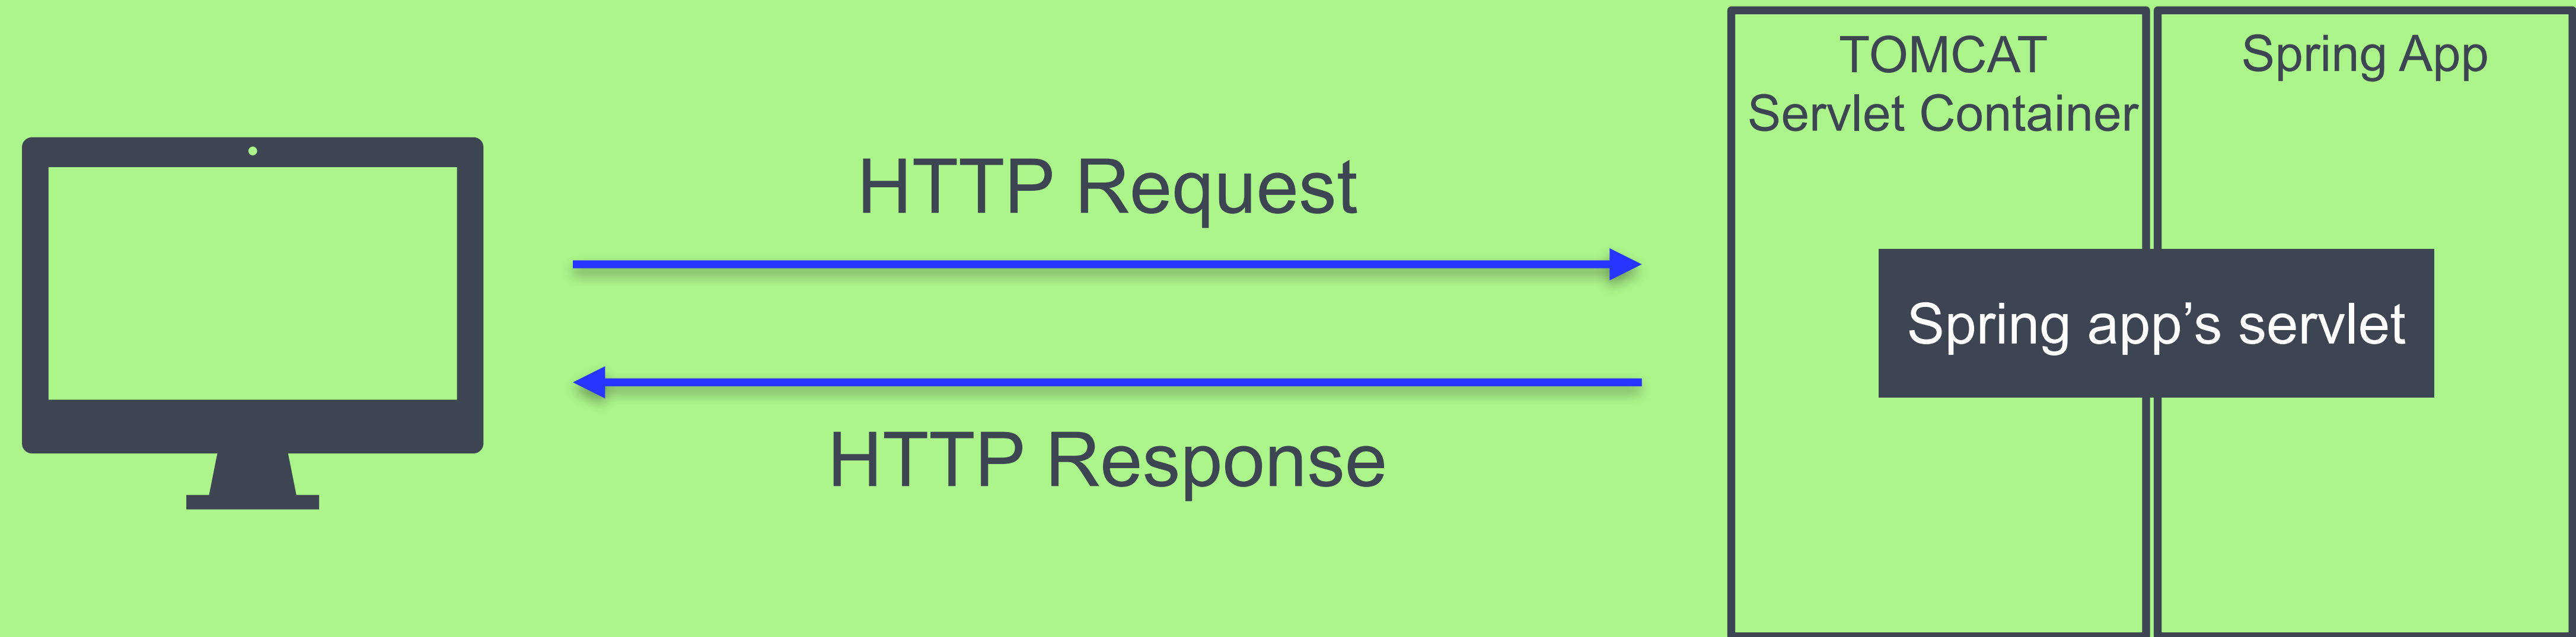 HTTP Request
HTTP Response
TOMCAT
Servlet Container
Spring App
Spring app’s servlet